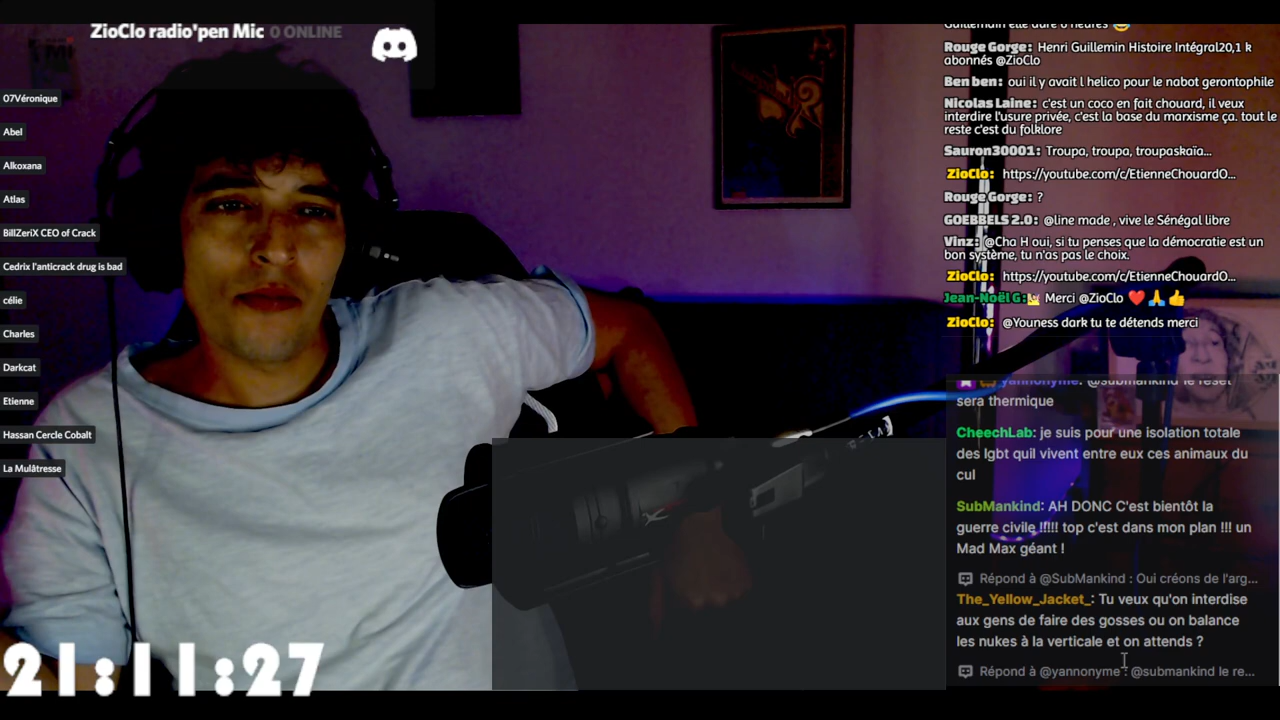 ZioClo radio'pen Mic 0 ONLINE
07Véronique
Abel
Alkoxana
Atlas
BillZeriX CEO of Crack
Cedrix l'anticrack drug is bad
célie
Charles
Darkcat
Etienne
Hassan Cercle Cobalt
La Mulâtresse
21:11:27
Guillemain elle dure 6 heures 😂
Rouge Gorge: Henri Guillemin Histoire Intégral20,1 k
abonnés @ZioClo
Ben ben: oui il y avait l helico pour le nabot gerontophile
Nicolas Laine: c'est un coco en fait chouard, il veux
interdire l'usure privée, c'est la base du marxisme ça. tout le
reste c'est du folklore
Sauron30001: Troupa, troupa, troupaskaïa...
ZioClo: https://youtube.com/c/EtienneChouardO...
Rouge Gorge: ?
GOEBBELS 2.0: @line made , vive le Sénégal libre
Vinz: @Cha H oui, si tu penses que la démocratie est un
bon système, tu n'as pas le choix.
ZioClo: https://youtube.com/c/EtienneChouardO...
Jean-Noël G: Merci @ZioClo ❤️🙏👍
ZioClo: @Youness dark tu te détends merci
yannonyme: @submankind le reset
sera thermique
CheechLab: je suis pour une isolation totale
des lgbt quil vivent entre eux ces animaux du
cul
SubMankind: AH DONC C'est bientôt la
guerre civile !!!!! top c'est dans mon plan !!! un
Mad Max géant !
Répond à @SubMankind : Oui créons de l'arg...
The_Yellow_Jacket_: Tu veux qu'on interdise
aux gens de faire des gosses ou on balance
les nukes à la verticale et on attends ?
Répond à @yannonyme : @submankind le re...